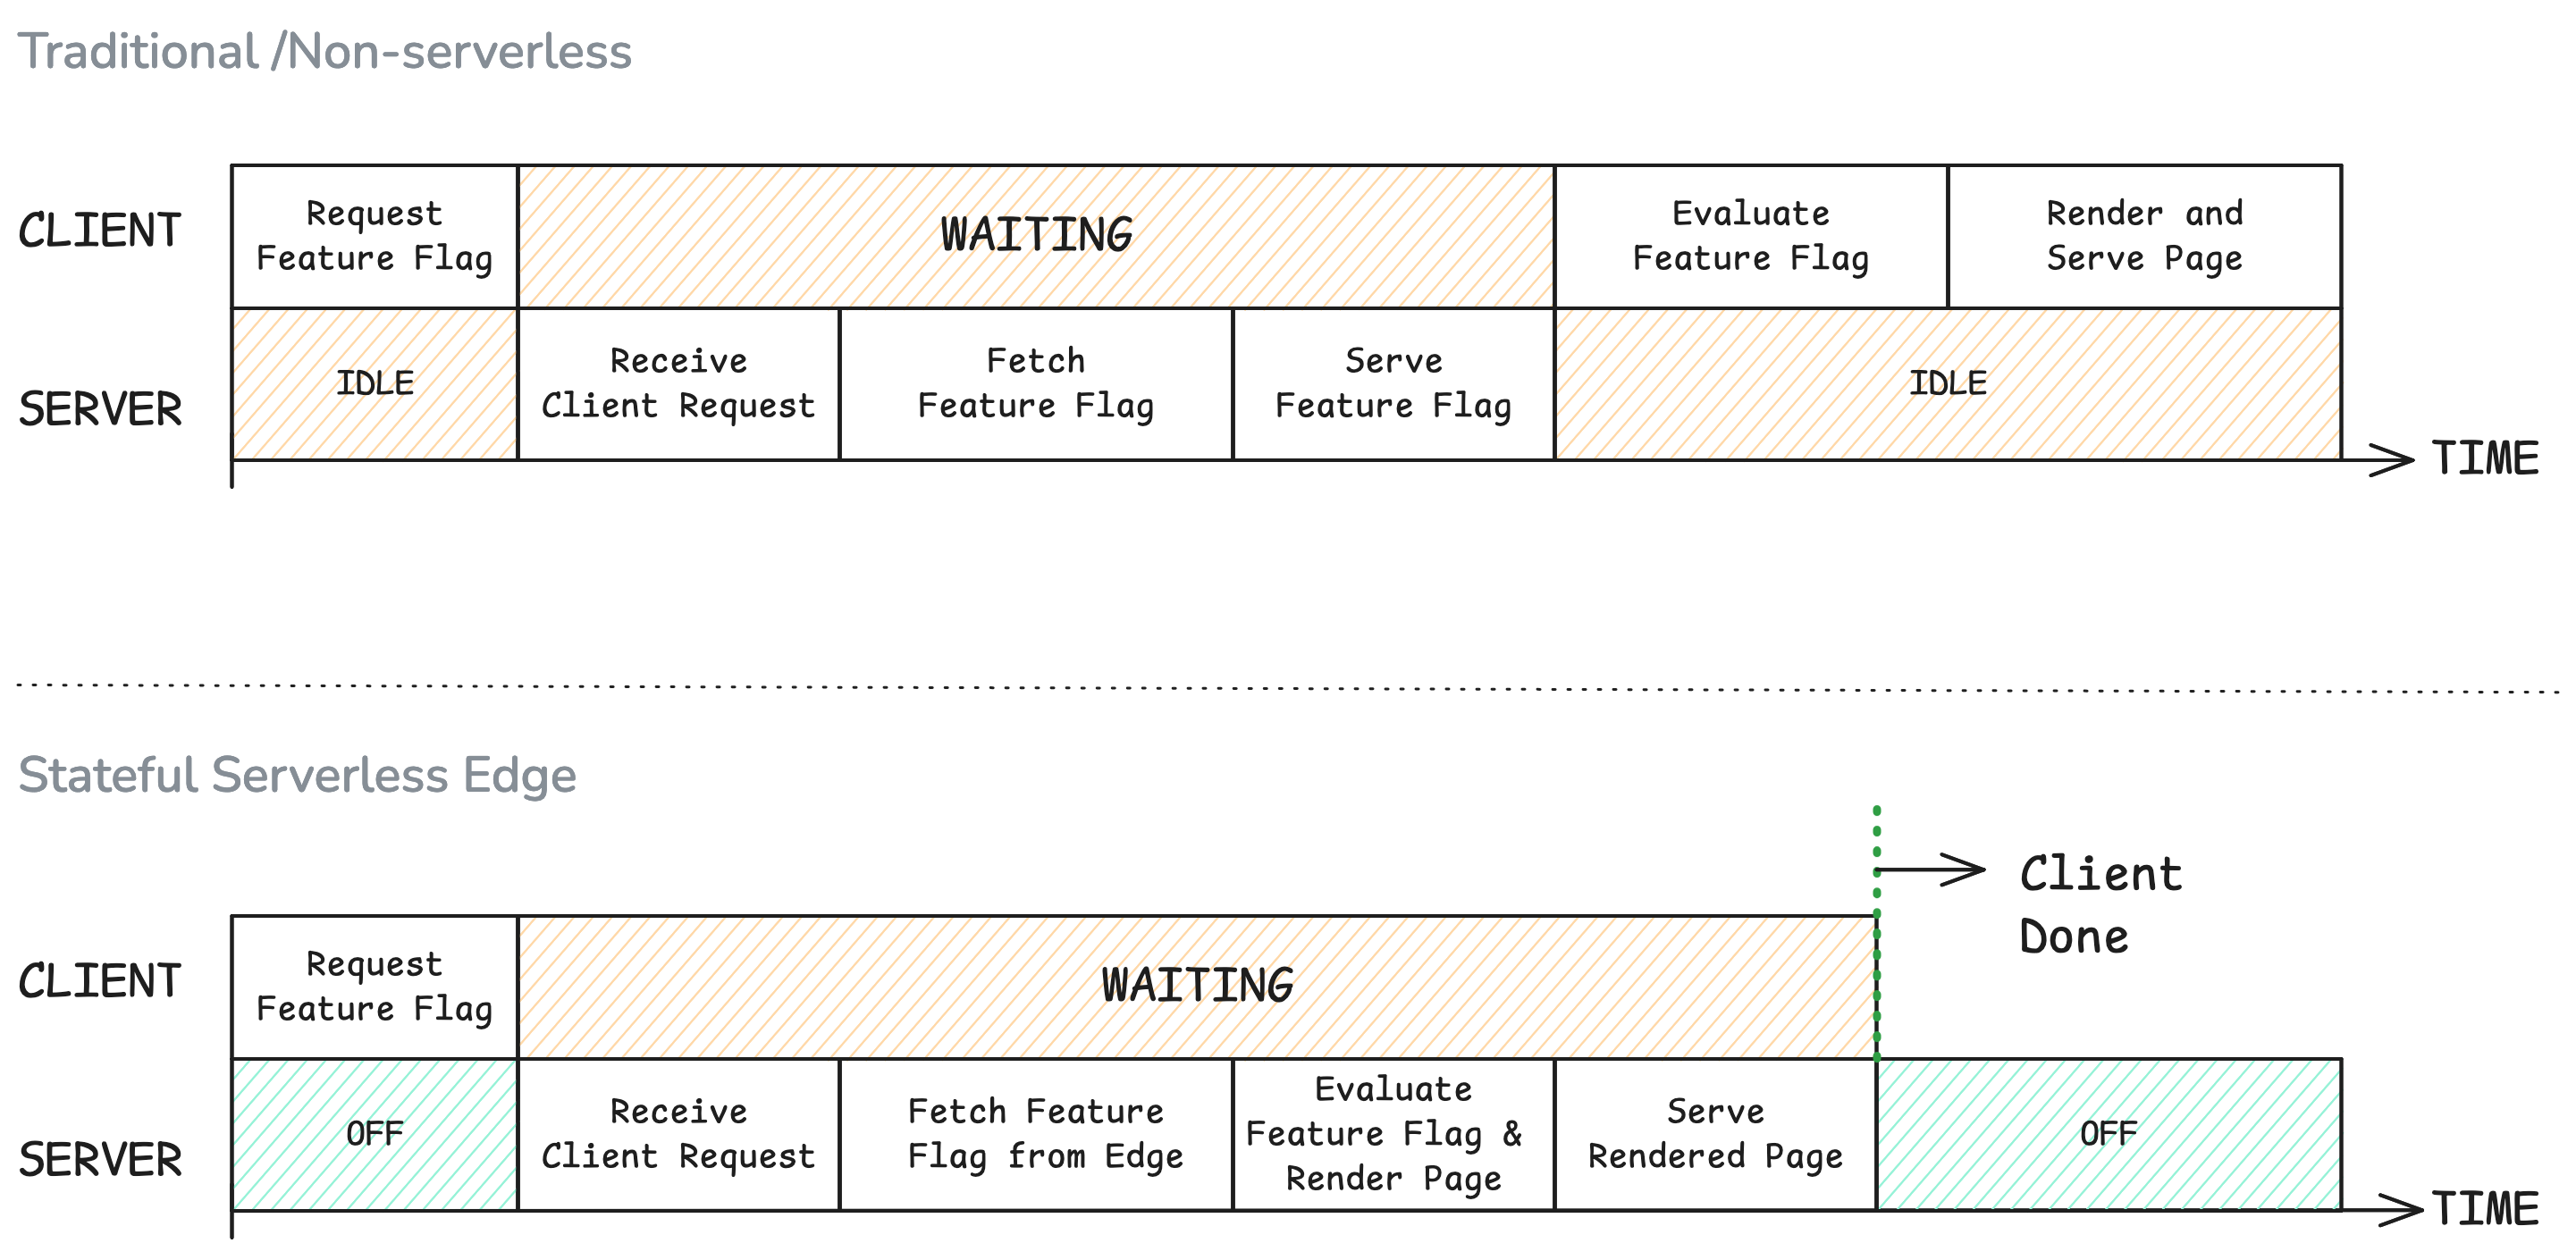 Traditional /Non-serverless
CLIENT
Request
Feature Flag
WAITING
Evaluate
Feature Flag
Render and
Serve Page
SERVER
IDLE
Receive
Client Request
Fetch
Feature Flag
Serve
Feature Flag
IDLE
TIME
Stateful Serverless Edge
Client
Done
CLIENT
Request
Feature Flag
WAITING
SERVER
OFF
Receive
Client Request
Fetch Feature
Flag from Edge
Evaluate
Feature Flag &
Render Page
Serve
Rendered Page
OFF
TIME